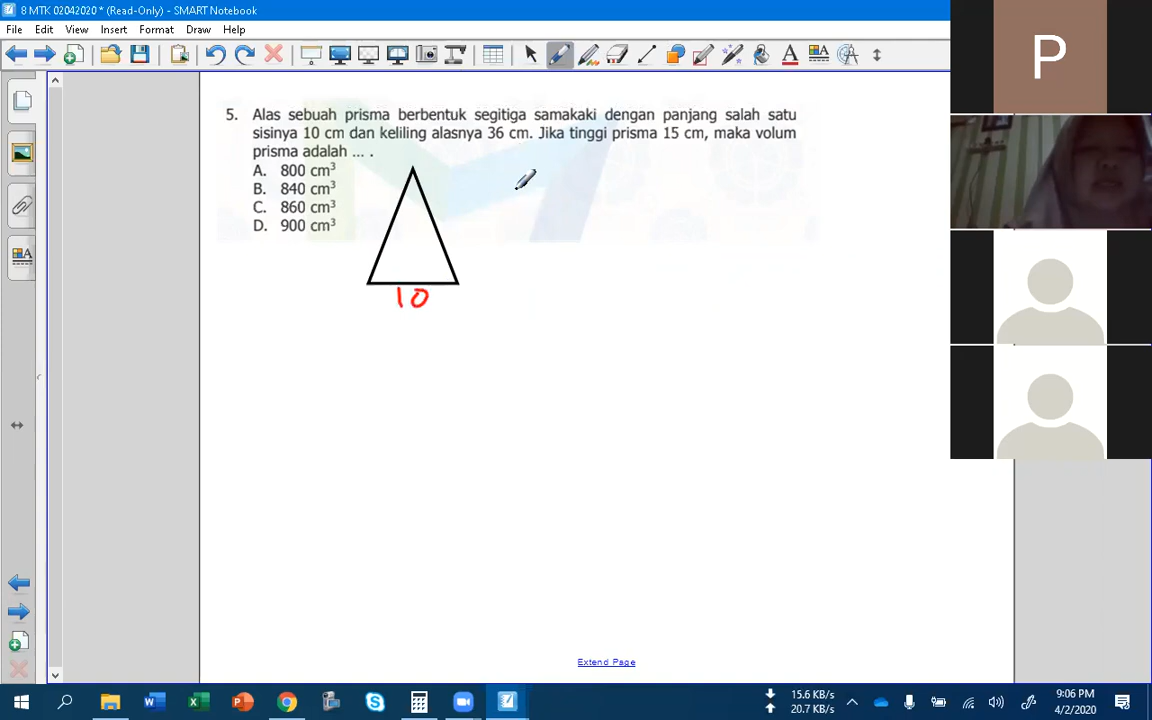 8 MTK 02042020 * (Read-Only) - SMART Notebook
File Edit View Insert Format Draw Help
P
5. Alas sebuah prisma berbentuk segitiga samakaki dengan panjang salah satu
sisinya 10 cm dan keliling alasnya 36 cm. Jika tinggi prisma 15 cm, maka volum
prisma adalah ... .
A. 800 cm³
B. 840 cm³
C. 860 cm³
D. 900 cm³
10
Extend Page
15.6 KB/s
20.7 KB/s
9:06 PM
4/2/2020